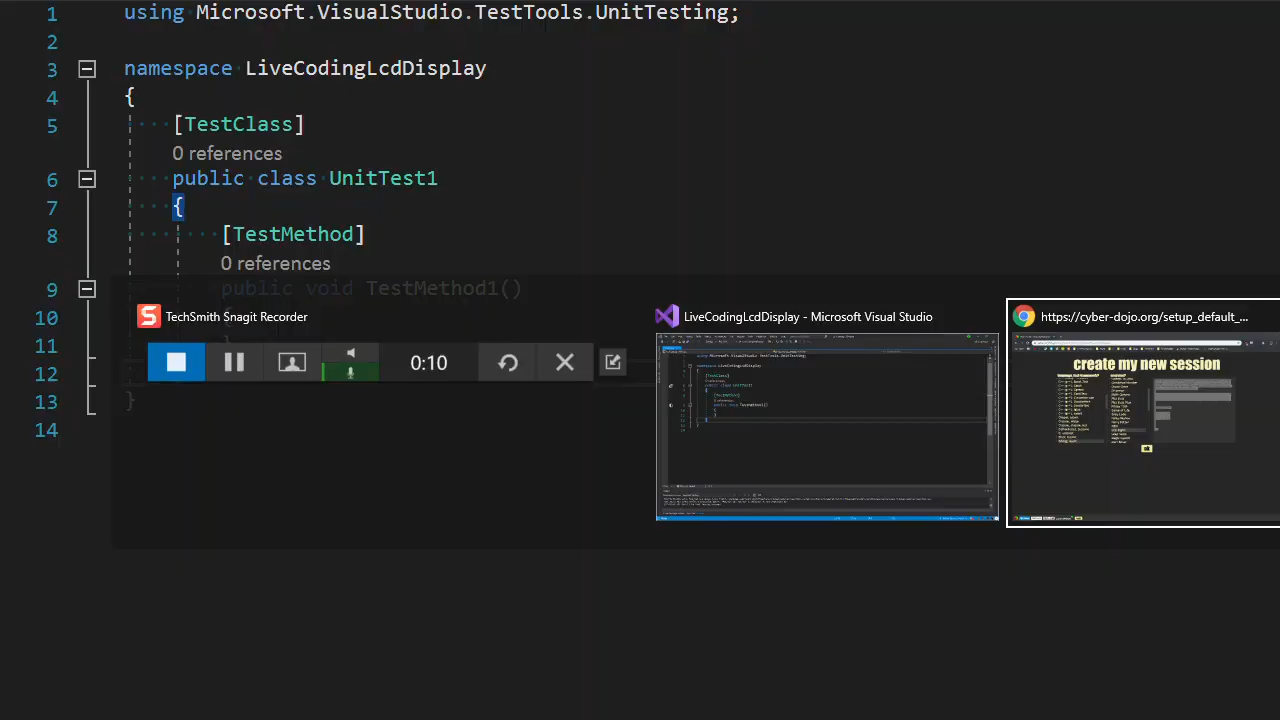 1 using Microsoft.VisualStudio.TestTools.UnitTesting;
2
3 namespace LiveCodingLcdDisplay
4 {
5 [TestClass]
0 references
6 public class UnitTest1
7 {
8 [TestMethod]
0 references
9 public void TestMethod1()
10 {
11 }
12
13 }
14
TechSmith Snagit Recorder
0:10
LiveCodingLcdDisplay - Microsoft Visual Studio
https://cyber-dojo.org/setup_default_...
create my new session